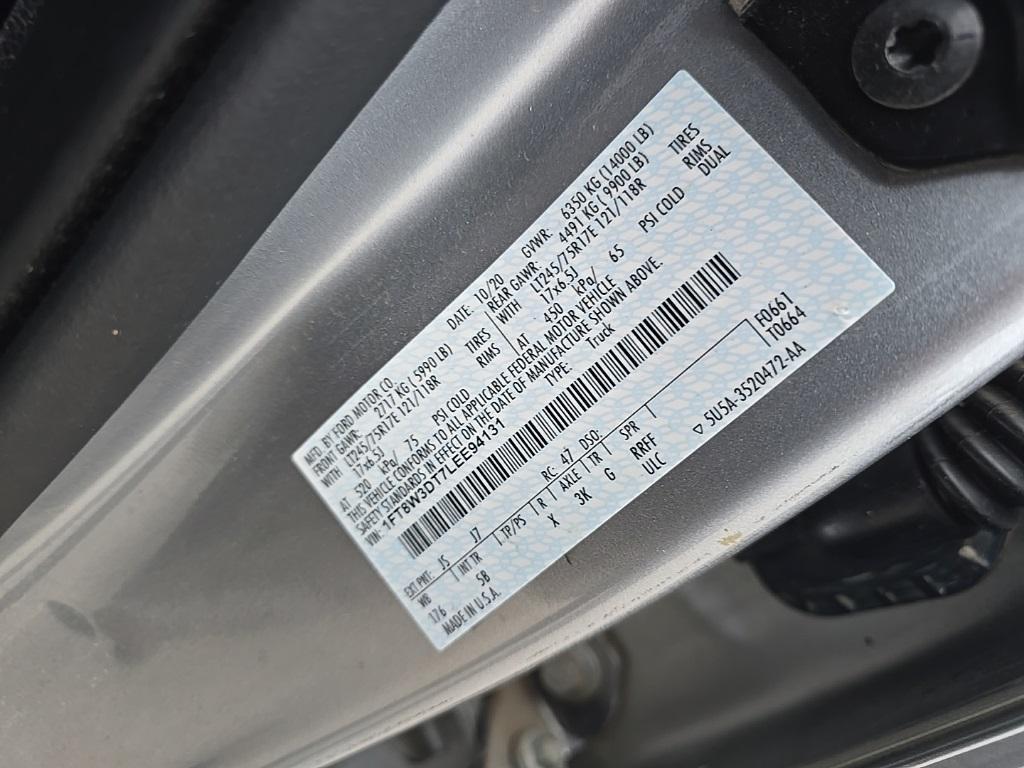 MFD. BY FORD MOTOR CO.
DATE: 10/20 GVWR: 6350 KG (14000 LB)
FRONT GAWR: 2717 KG (5990 LB) REAR GAWR: 4491 KG (9900 LB)
WITH LT245/75R17E 121/118R TIRES WITH LT245/75R17E 121/118R TIRES
17x6.5J RIMS 17x6.5J RIMS
AT 520 kPa/ 75 PSI COLD AT 450 kPa/ 65 PSI COLD DUAL
THIS VEHICLE CONFORMS TO ALL APPLICABLE FEDERAL MOTOR VEHICLE
SAFETY STANDARDS IN EFFECT ON THE DATE OF MANUFACTURE SHOWN ABOVE.
VIN: 1FT8W3DT7LEE94131 TYPE: Truck
F0661
T0664
EXT PNT: JS J7 RC: 47 DSO:
WB INT TR TP/PS R AXLE TR SPR
176 5B X 3K G RRFF
ULC
MADE IN U.S.A. 5U5A-3520472-AA